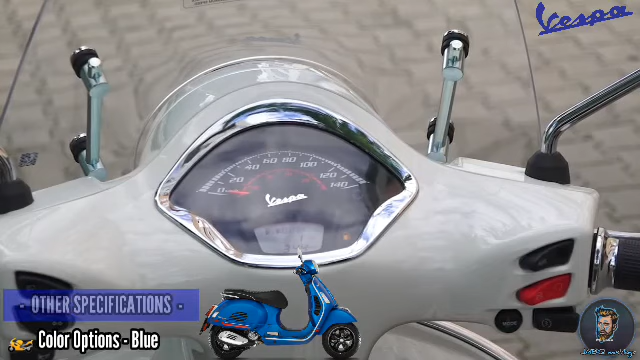 Vespa
60 80
40 100
20 120
0 140
Vespa
- OTHER SPECIFICATIONS -
Color Options - Blue